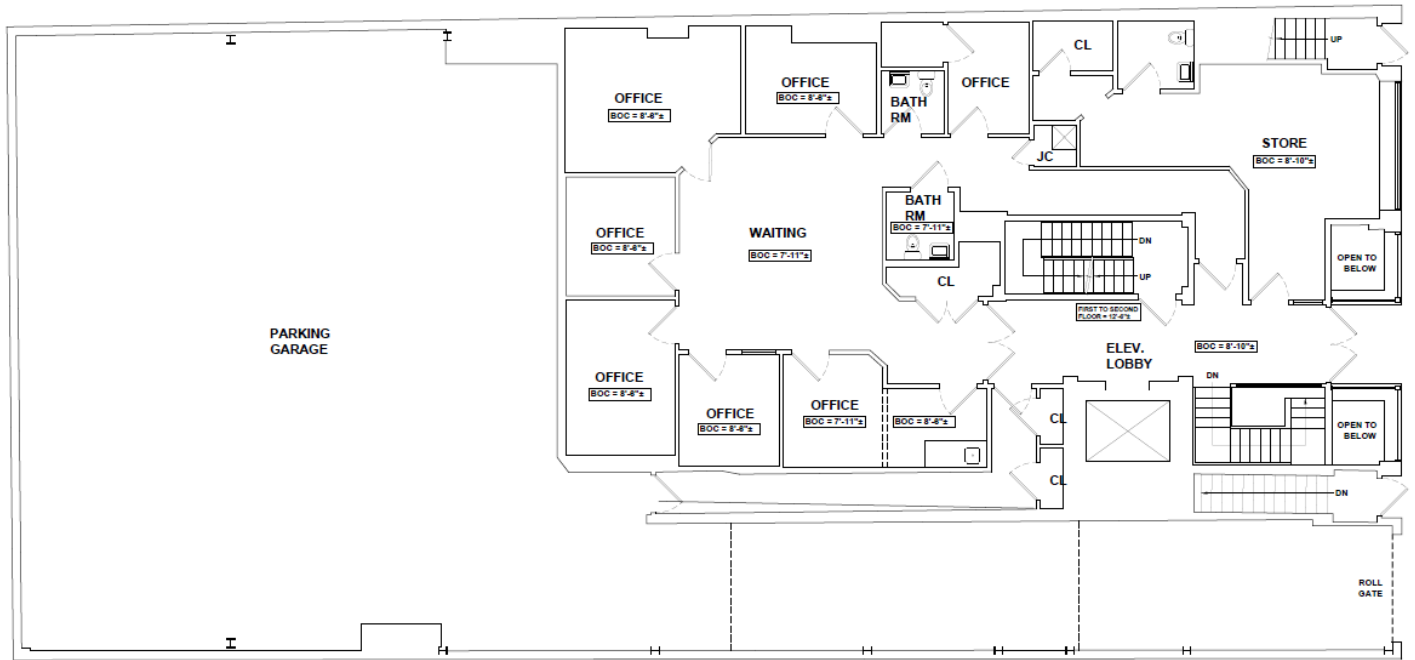 OFFICE
BOC = 8'-6"±
OFFICE
BOC = 8'-6"±
BATH
RM
OFFICE
CL
UP
JC
STORE
BOC = 8'-10"±
OFFICE
BOC = 8'-6"±
WAITING
BOC = 7'-11"±
BATH
RM
BOC = 7'-11"±
DN
UP
CL
OPEN TO
BELOW
FIRST TO SECOND
FLOOR = 12'-6"±
PARKING
GARAGE
ELEV.
LOBBY
BOC = 8'-10"±
DN
OFFICE
BOC = 8'-6"±
OFFICE
BOC = 8'-6"±
OFFICE
BOC = 7'-11"±
BOC = 8'-6"±
CL
OPEN TO
BELOW
CL
DN
ROLL
GATE